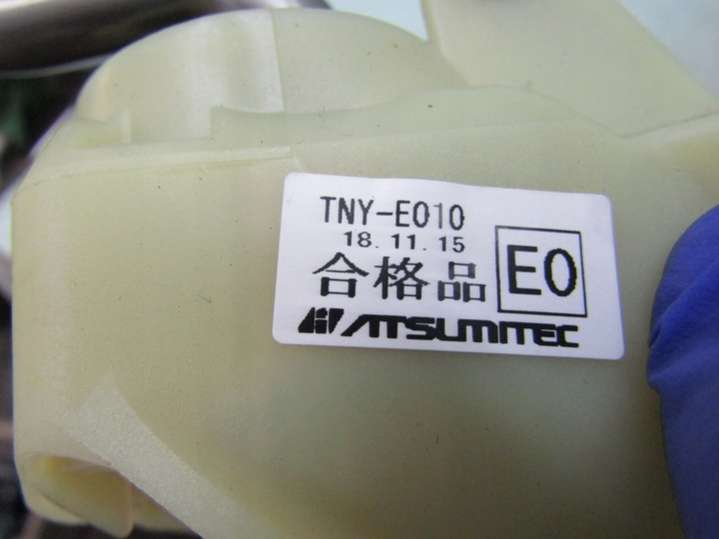 TNY-E010
18.11.15
合格品
E0
ATSUMITEC